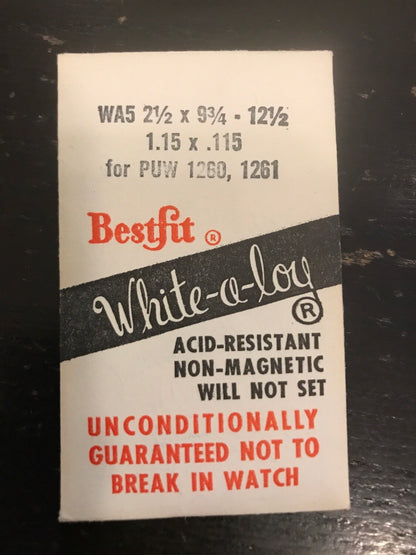 WA5 2½ x 9¾ - 12½
1.15 x .115
for PUW 1260, 1261
Bestfit ®
White-a-loy
®
ACID-RESISTANT
NON-MAGNETIC
WILL NOT SET
UNCONDITIONALLY
GUARANTEED NOT TO
BREAK IN WATCH